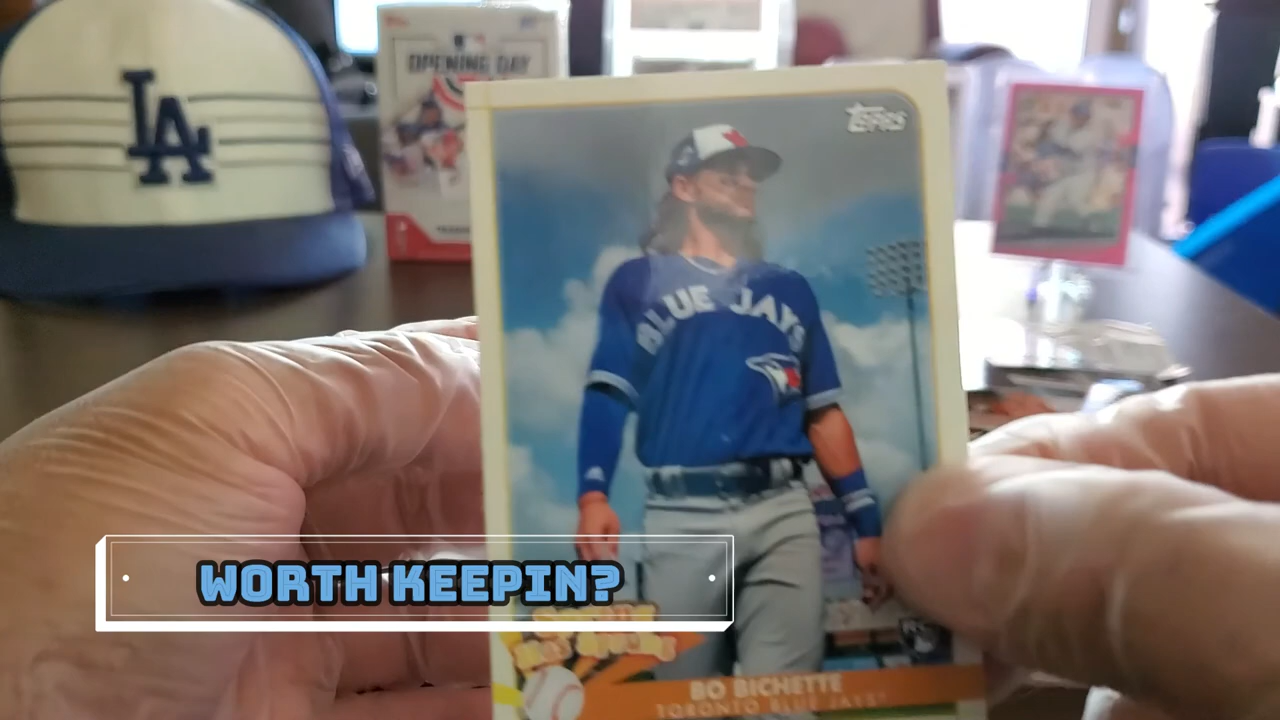 LA
OPENING DAY
Topps
BLUE JAYS
WORTH KEEPIN?
BO BICHETTE
TORONTO BLUE JAYS